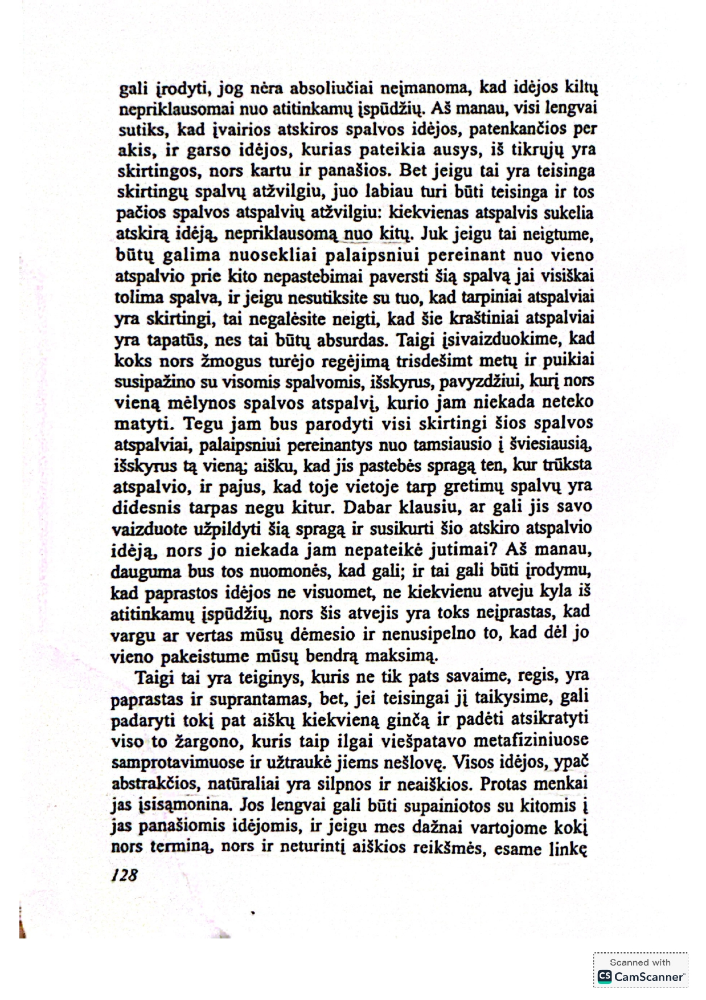 gali įrodyti, jog nėra absoliučiai neįmanoma, kad idėjos kiltų
nepriklausomai nuo atitinkamų įspūdžių. Aš manau, visi lengvai
sutiks, kad įvairios atskiros spalvos idėjos, patenkančios per
akis, ir garso idėjos, kurias pateikia ausys, iš tikrųjų yra
skirtingos, nors kartu ir panašios. Bet jeigu tai yra teisinga
skirtingų spalvų atžvilgiu, juo labiau turi būti teisinga ir tos
pačios spalvos atspalvių atžvilgiu: kiekvienas atspalvis sukelia
atskirą idėją, nepriklausomą nuo kitų. Juk jeigu tai neigtume,
būtų galima nuosekliai palaipsniui pereinant nuo vieno
atspalvio prie kito nepastebimai paversti šią spalvą jai visiškai
tolima spalva, ir jeigu nesutiksite su tuo, kad tarpiniai atspalviai
yra skirtingi, tai negalėsite neigti, kad šie kraštiniai atspalviai
yra tapatūs, nes tai būtų absurdas. Taigi įsivaizduokime, kad
koks nors žmogus turėjo regėjimą trisdešimt metų ir puikiai
susipažino su visomis spalvomis, išskyrus, pavyzdžiui, kurį nors
vieną mėlynos spalvos atspalvį, kurio jam niekada neteko
matyti. Tegu jam bus parodyti visi skirtingi šios spalvos
atspalviai, palaipsniui pereinantys nuo tamsiausio į šviesiausią,
išskyrus tą vieną; aišku, kad jis pastebės spragą ten, kur trūksta
atspalvio, ir pajus, kad toje vietoje tarp gretimų spalvų yra
didesnis tarpas negu kitur. Dabar klausiu, ar gali jis savo
vaizduote užpildyti šią spragą ir susikurti šio atskiro atspalvio
idėją, nors jo niekada jam nepateikė jutimai? Aš manau,
dauguma bus tos nuomonės, kad gali; ir tai gali būti įrodymu,
kad paprastos idėjos ne visuomet, ne kiekvienu atveju kyla iš
atitinkamų įspūdžių, nors šis atvejis yra toks neįprastas, kad
vargu ar vertas mūsų dėmesio ir nenusipelno to, kad dėl jo
vieno pakeistume mūsų bendrą maksimą.
Taigi tai yra teiginys, kuris ne tik pats savaime, regis, yra
paprastas ir suprantamas, bet, jei teisingai jį taikysime, gali
padaryti tokį pat aiškų kiekvieną ginčą ir padėti atsikratyti
viso to žargono, kuris taip ilgai viešpatavo metafiziniuose
samprotavimuose ir užtraukė jiems nešlovę. Visos idėjos, ypač
abstrakčios, natūraliai yra silpnos ir neaiškios. Protas menkai
jas įsisąmonina. Jos lengvai gali būti supainiotos su kitomis į
jas panašiomis idėjomis, ir jeigu mes dažnai vartojome kokį
nors terminą, nors ir neturintį aiškios reikšmės, esame linkę
128
Scanned with
CS CamScanner